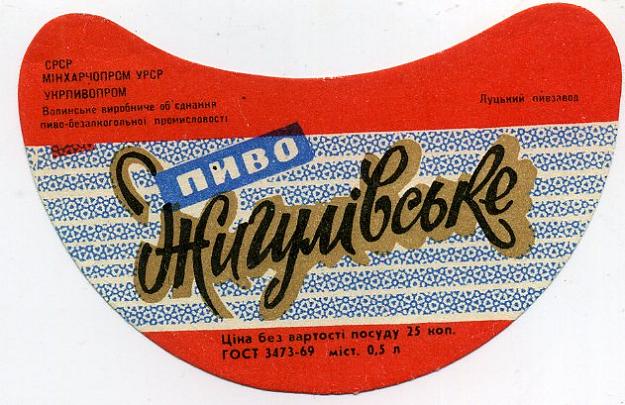 СРСР
МІНХАРЧОПРОМ УРСР
УКРПИВОПРОМ
Волинське виробниче об'єднання
пиво-безалкогольної промисловості
Луцький пивзавод
ПИВО
Жигулівське
Ціна без вартості посуду 25 коп.
ГОСТ 3473-69 міст. 0,5 л